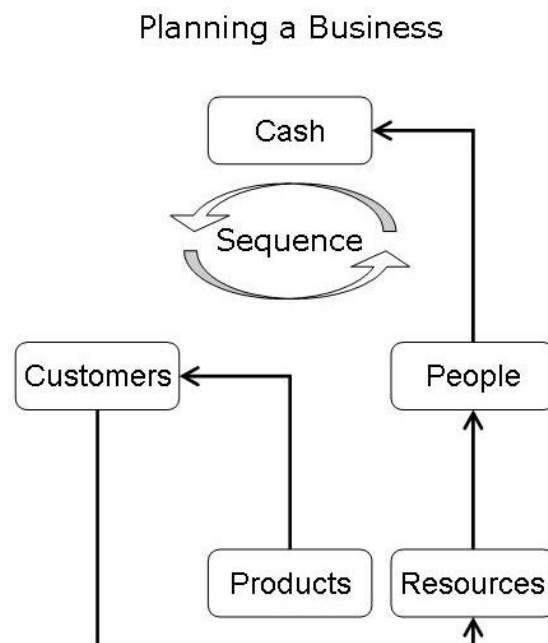 Planning a Business
Cash
Sequence
Customers
People
Products
Resources